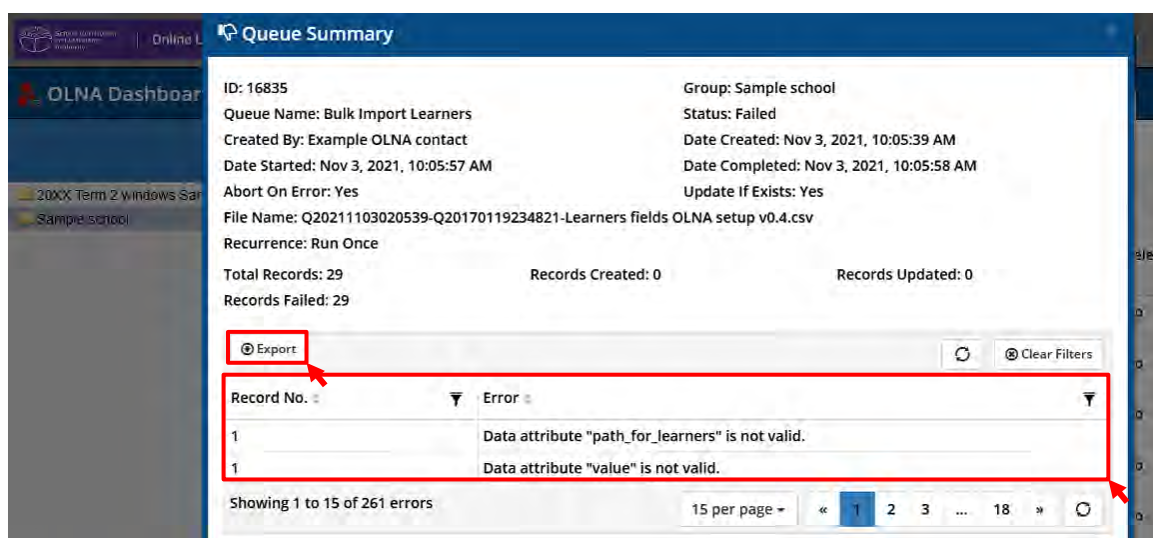 Online L
Queue Summary
OLNA Dashboar
ID: 16835
Group: Sample school
Queue Name: Bulk Import Learners
Status: Failed
Created By: Example OLNA contact
Date Created: Nov 3, 2021, 10:05:39 AM
Date Started: Nov 3, 2021, 10:05:57 AM
Date Completed: Nov 3, 2021, 10:05:58 AM
Abort On Error: Yes
Update If Exists: Yes
20XX Term 2 windows Sar
Sample school
File Name: Q20211103020539-Q20170119234821-Learners fields OLNA setup v0.4.csv
Recurrence: Run Once
Total Records: 29
Records Created: 0
Records Updated: 0
Records Failed: 29
Export
Clear Filters
Record No.
Error
1
Data attribute "path_for_learners" is not valid.
1
Data attribute "value" is not valid.
Showing 1 to 15 of 261 errors
15 per page
« 1 2 3 ... 18 »